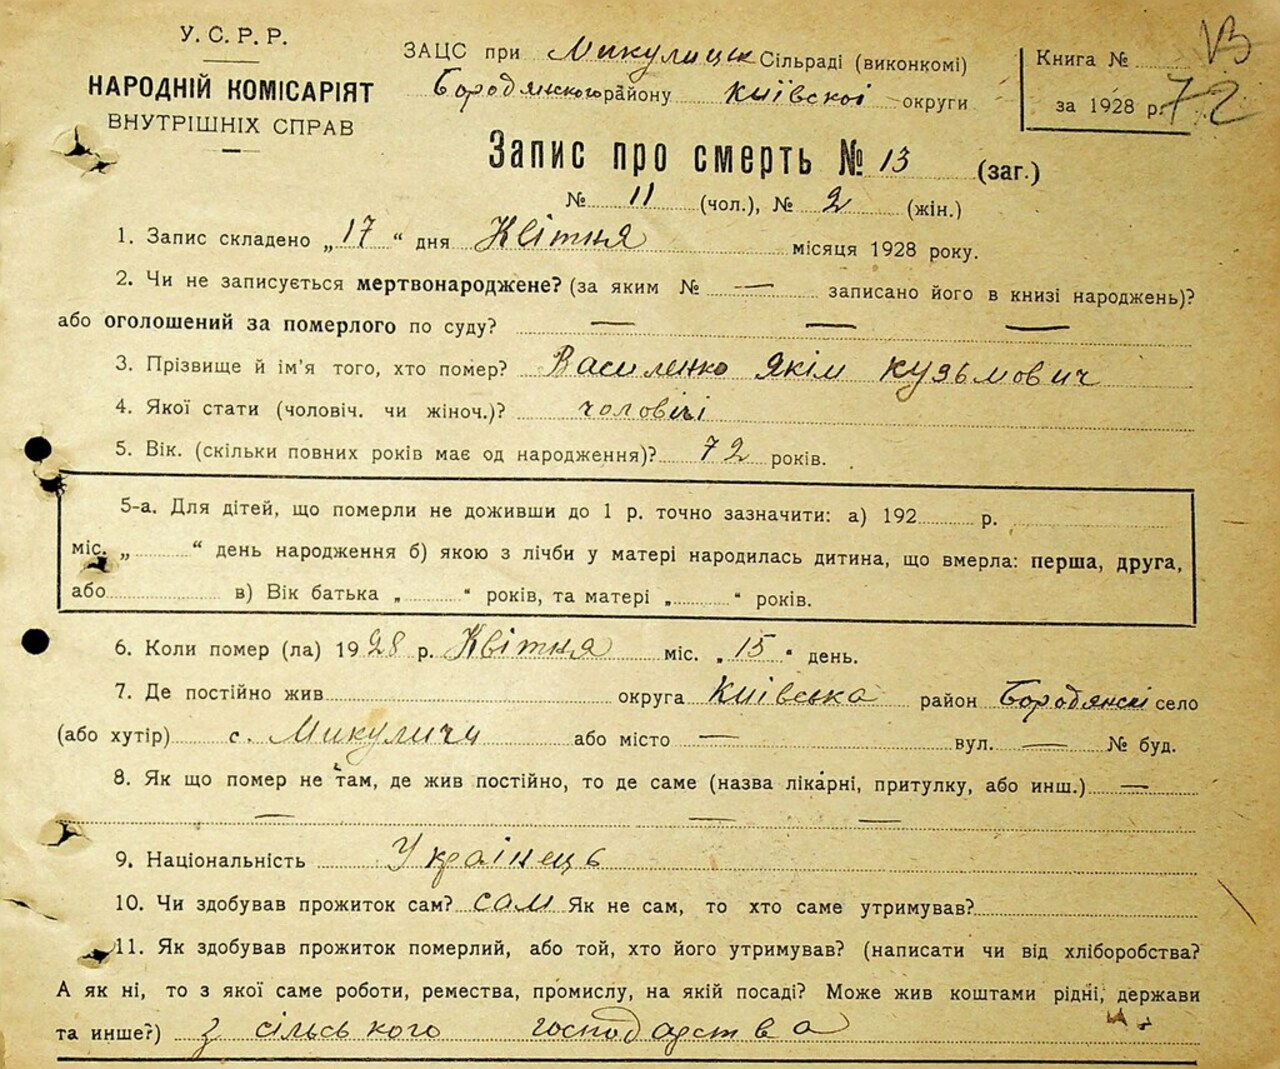 У. С. Р. Р.
НАРОДНІЙ КОМІСАРІЯТ
ВНУТРІШНІХ СПРАВ
ЗАЦС при Микулицьк Сільраді (виконкомі)
Бородянського району київскої округи
Книга №
за 1928 р. 72
Запис про смерть № 13 (заг.)
№ 11 (чол.), № 2 (жін.)
1. Запис складено „17“ дня Квітня місяця 1928 року.
2. Чи не записується мертвонароджене? (за яким № — записано його в книзі народжень)?
або оголошений за померлого по суду? — — —
3. Прізвище й ім'я того, хто помер? Василенко Якім кузьмович
4. Якої стати (чоловіч. чи жіноч.)? чоловічі
5. Вік. (скільки повних років має од народження)? 72 років.
5-а. Для дітей, що померли не доживши до 1 р. точно зазначити: а) 192 р.
міс. „ “ день народження б) якою з лічби у матері народилась дитина, що вмерла: перша, друга,
або в) Вік батька „ “ років, та матері „ “ років.
6. Коли помер (ла) 1928 р. Квітня міс. „15“ день.
7. Де постійно жив округа Київська район Бородянскі село
(або хутір) с. Микуличи або місто — вул. — № буд.
8. Як що помер не там, де жив постійно, то де саме (назва лікарні, притулку, або инш.) —
— — —
9. Національність Українець
10. Чи здобував прожиток сам? сам Як не сам, то хто саме утримував?
11. Як здобував прожиток померлий, або той, хто його утримував? (написати чи від хліборобства?
А як ні, то з якої саме роботи, ремества, промислу, на якій посаді? Може жив коштами рідні, держави
та инше?) з сільського господарства